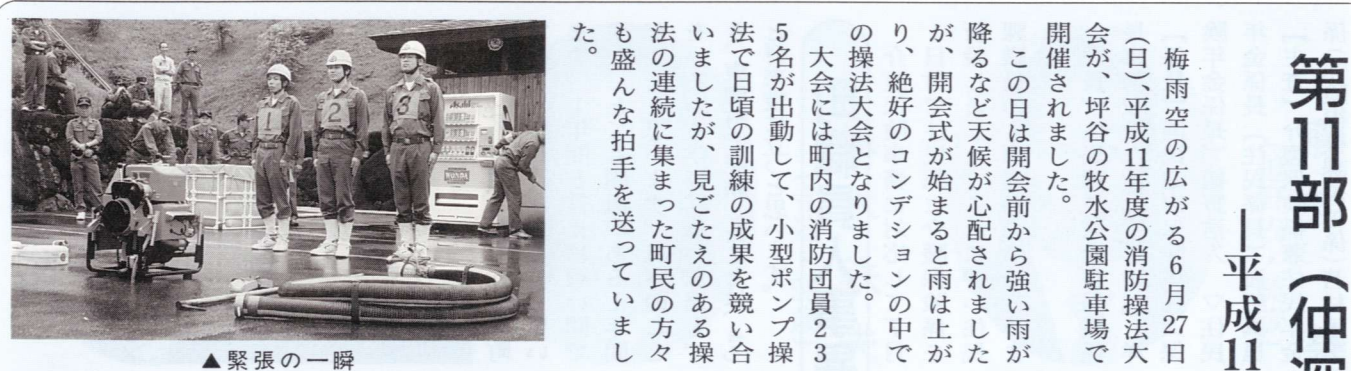 第11部（仲深
―平成11
梅雨空の広がる6月27日
（日）、平成11年度の消防操法大
会が、坪谷の牧水公園駐車場で
開催されました。
この日は開会前から強い雨が
降るなど天候が心配されました
が、開会式が始まると雨は上が
り、絶好のコンデションの中で
の操法大会となりました。
大会には町内の消防団員23
5名が出動して、小型ポンプ操
法で日頃の訓練の成果を競い合
いましたが、見ごたえのある操
法の連続に集まった町民の方々
も盛んな拍手を送っていまし
た。
1
2
3
WONDA
▲緊張の一瞬